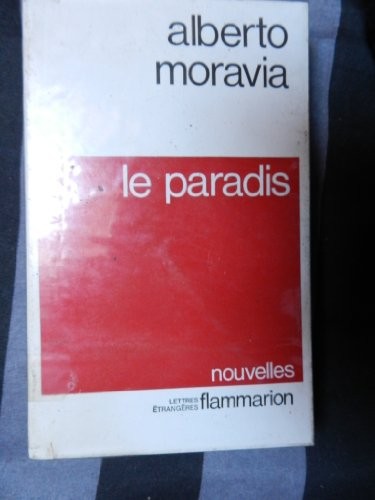 alberto
moravia
le paradis
nouvelles
LETTRES
ÉTRANGÈRES flammarion